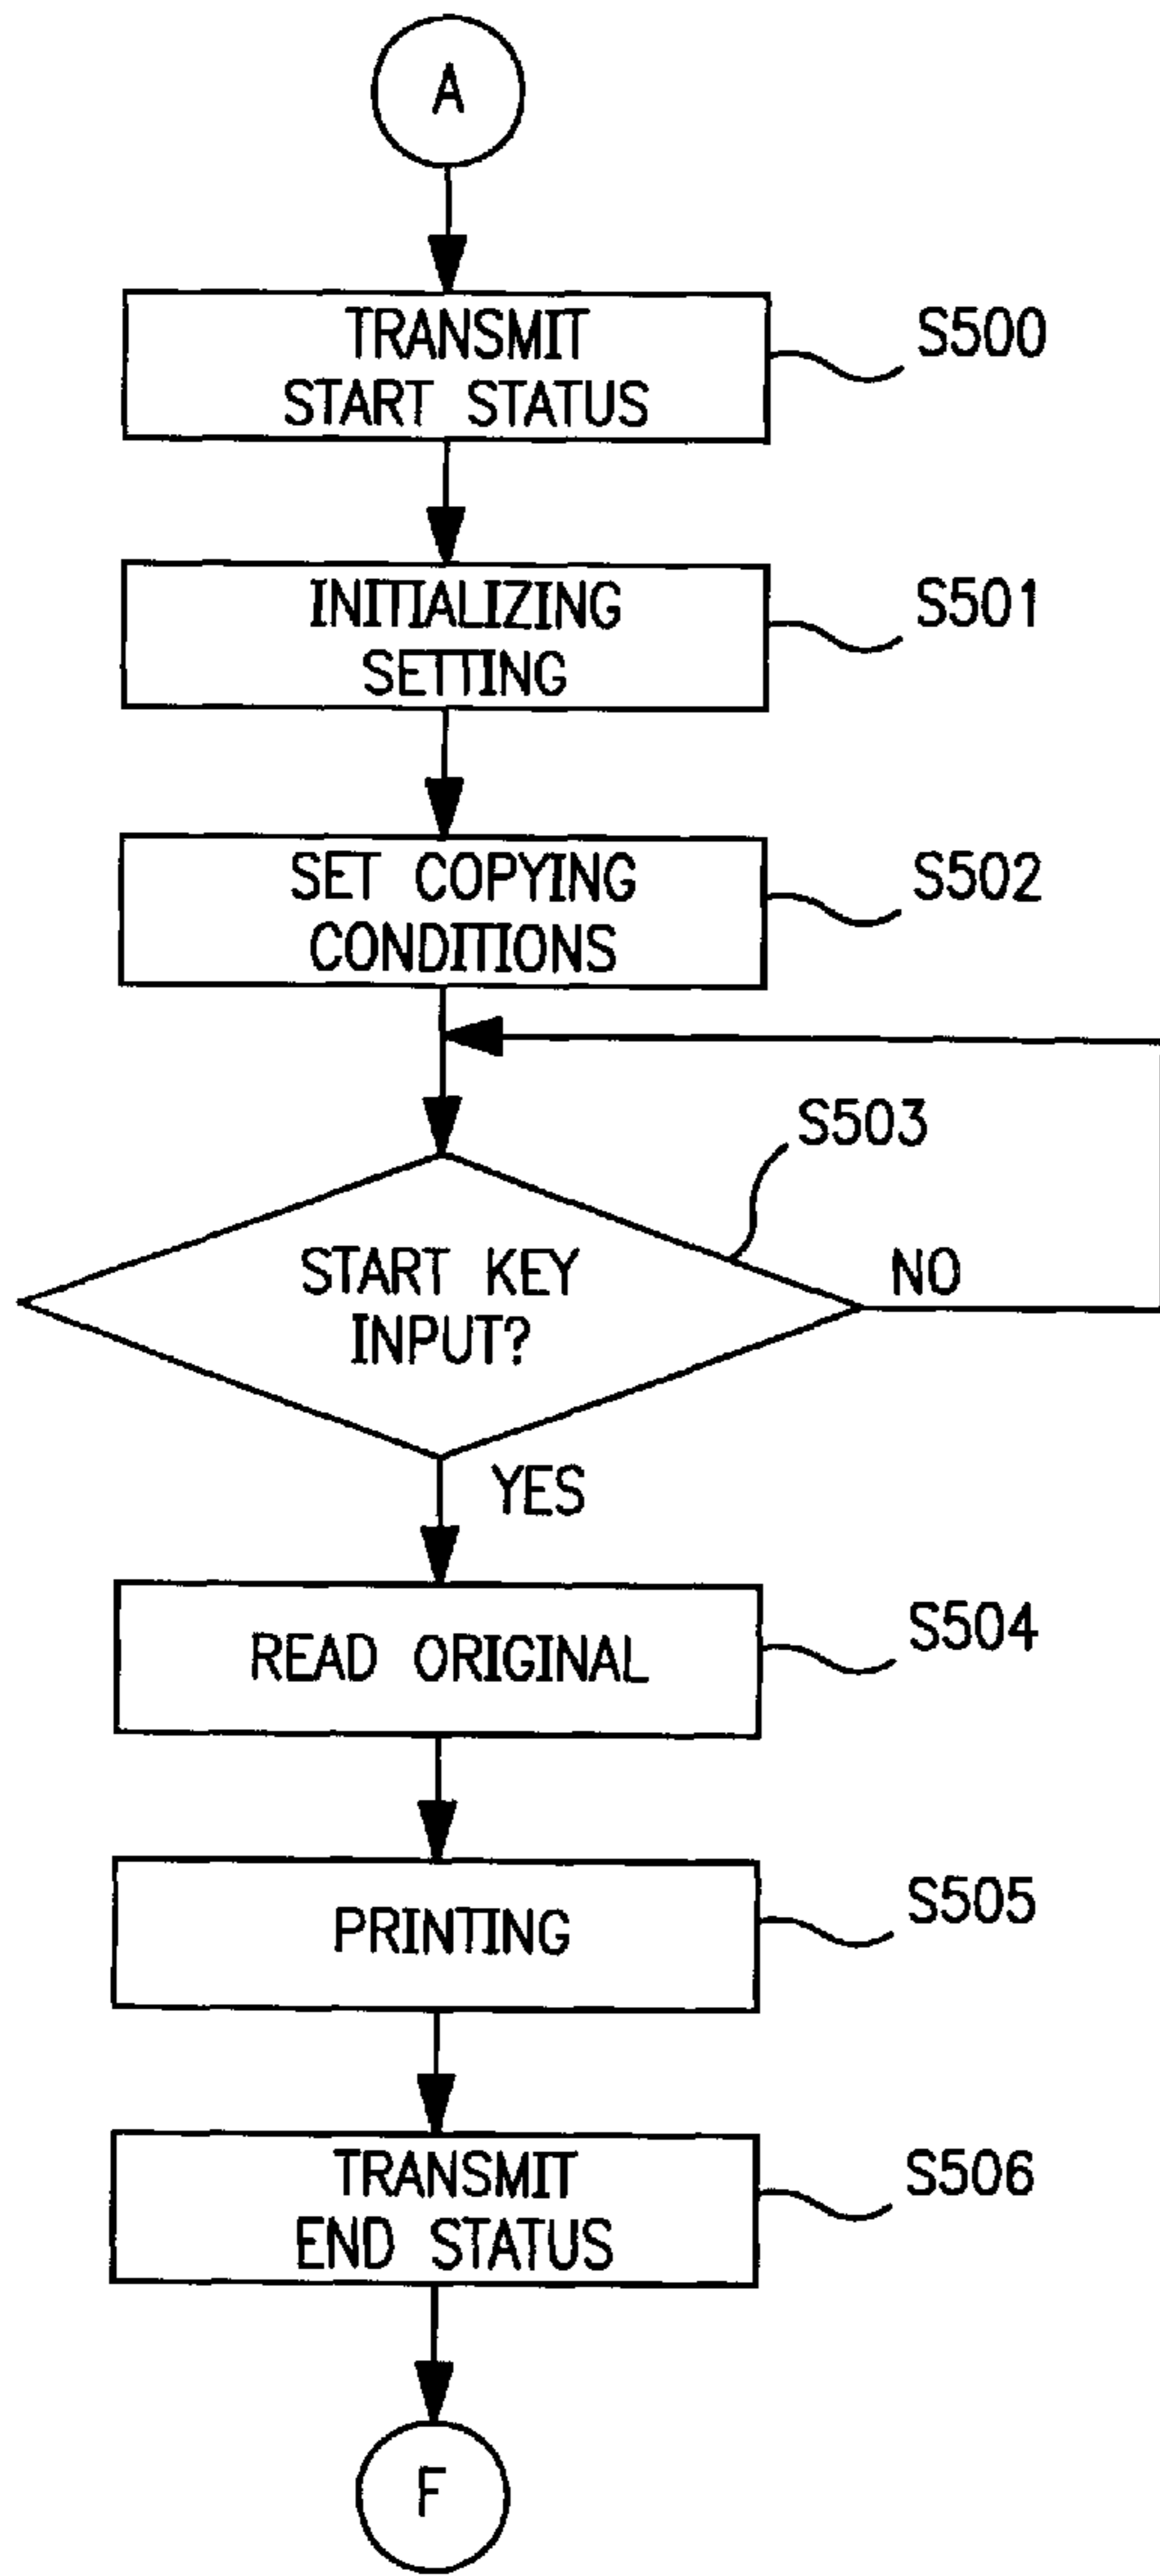 A
TRANSMIT
START STATUS
S500
INITIALIZING
SETTING
S501
SET COPYING
CONDITIONS
S502
S503
START KEY
INPUT?
NO
YES
READ ORIGINAL
S504
PRINTING
S505
TRANSMIT
END STATUS
S506
F